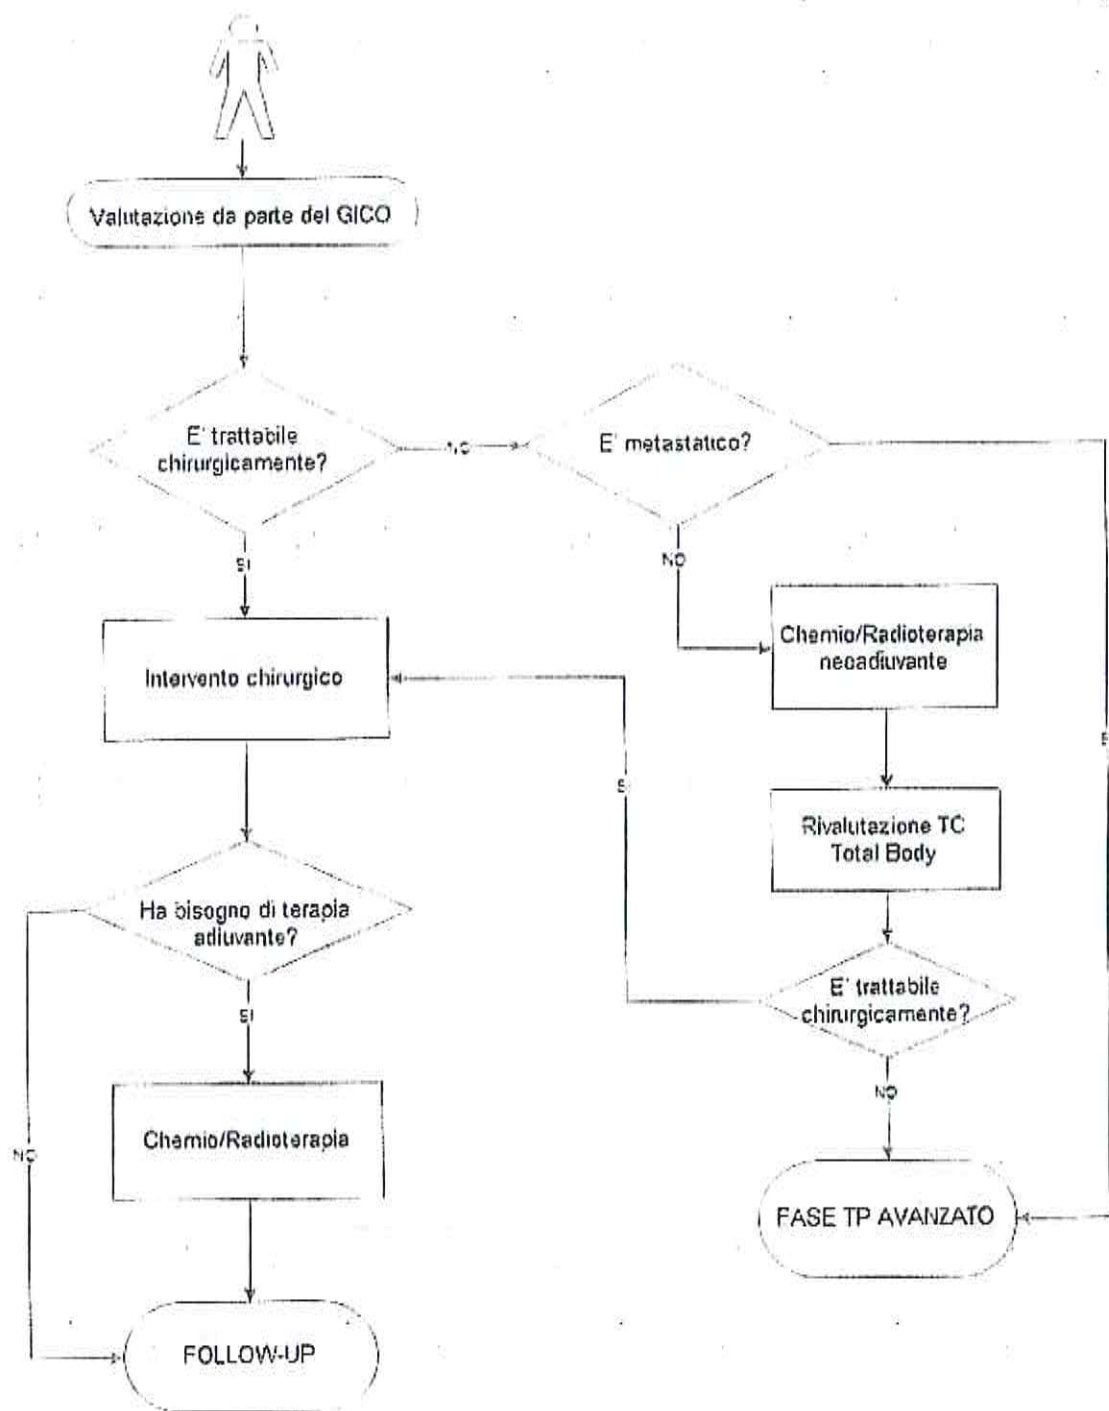 Valutazione da parte del GICO
E' trattabile
chirurgicamente?
NO
E' metastatico?
SI
NO
Chemio/Radioterapia
neoadiuvante
Intervento chirurgico
SI
Rivalutazione TC
Total Body
Ha bisogno di terapia
adiuvante?
E' trattabile
chirurgicamente?
SI
NO
Chemio/Radioterapia
NO
FASE TP AVANZATO
FOLLOW-UP